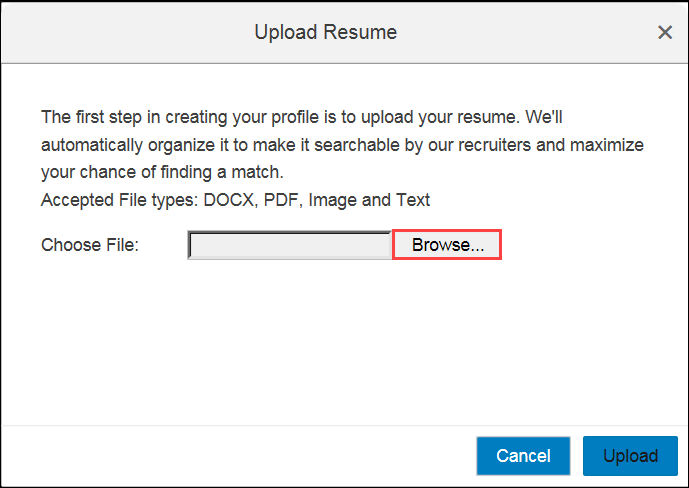 Upload Resume
The first step in creating your profile is to upload your resume. We'll
automatically organize it to make it searchable by our recruiters and maximize
your chance of finding a match.
Accepted File types: DOCX, PDF, Image and Text
Choose File: Browse...
Cancel Upload